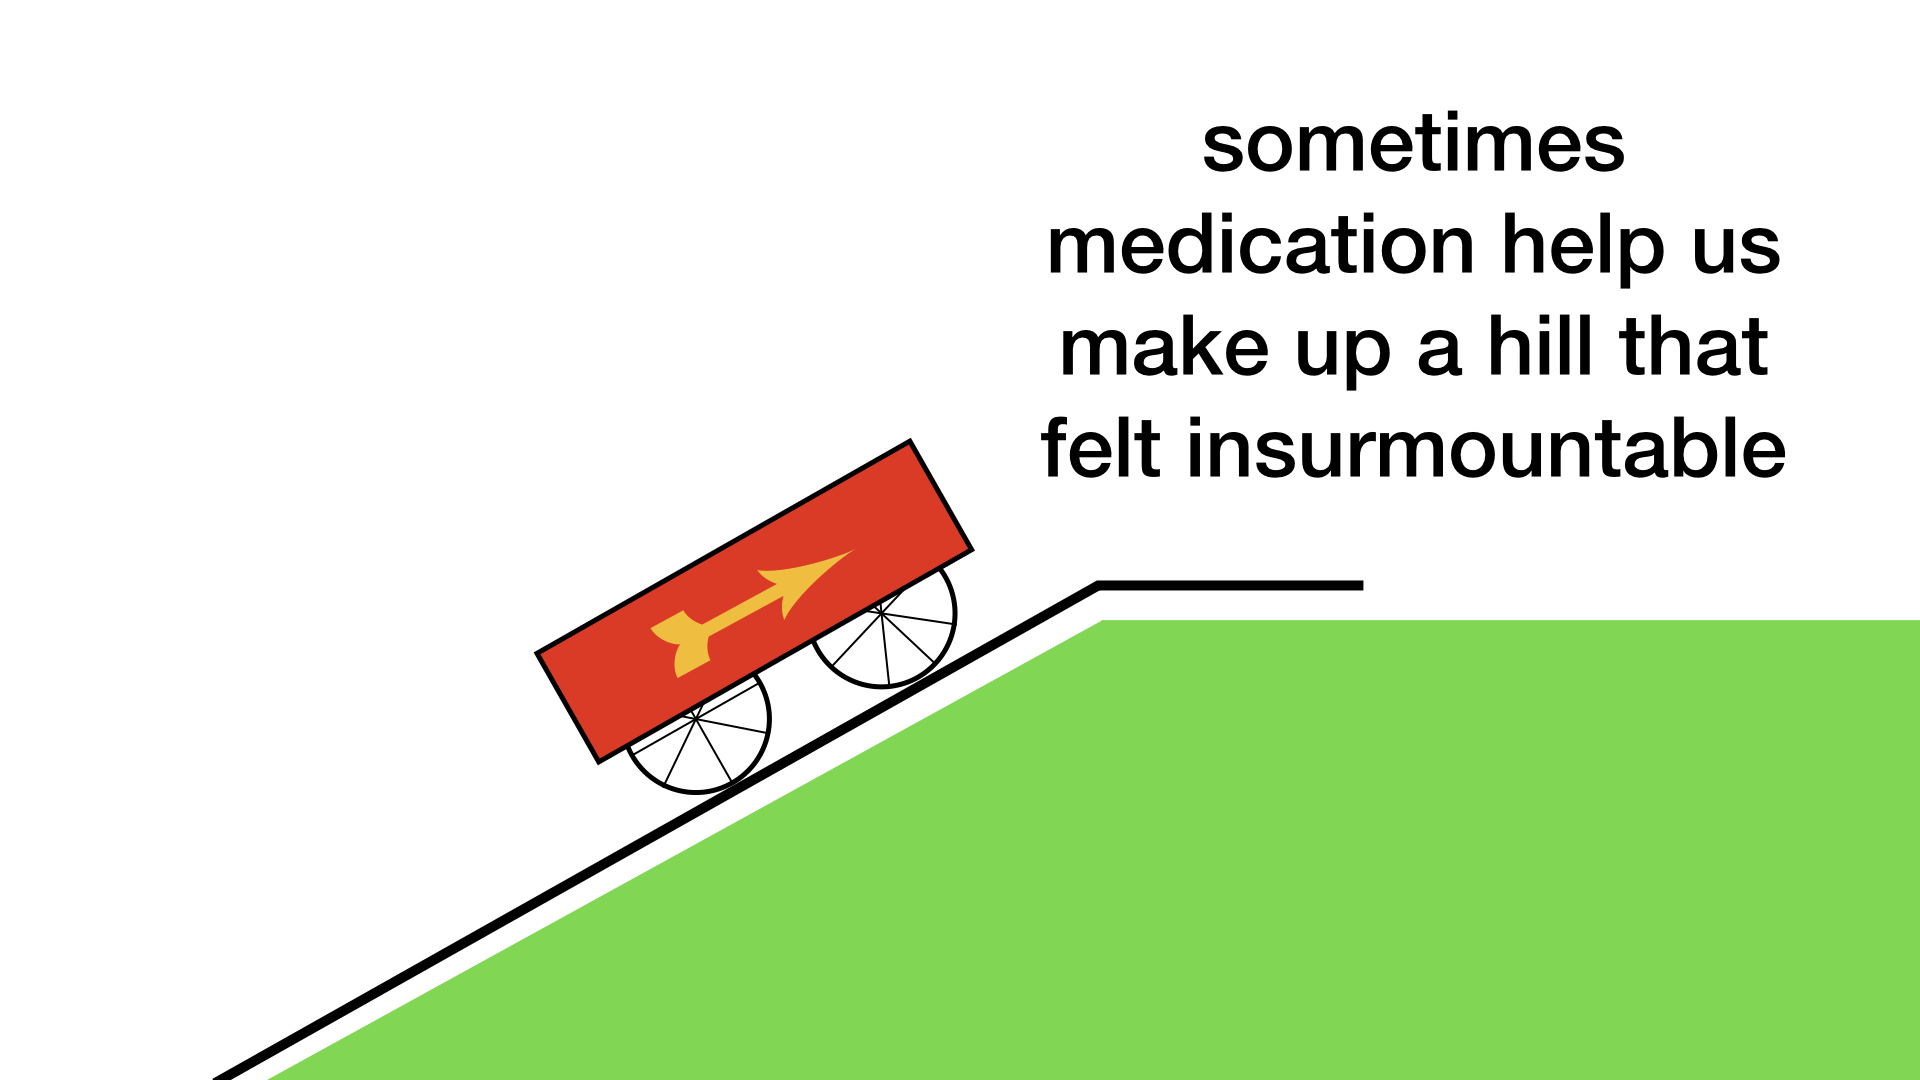 sometimes
medication help us
make up a hill that
felt insurmountable